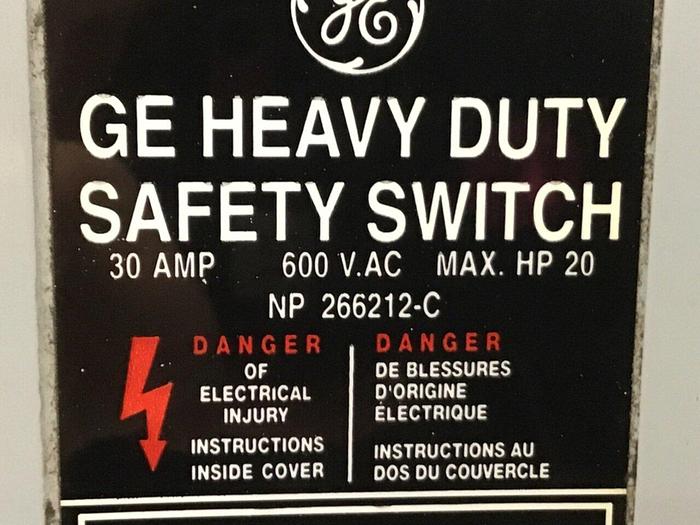 GE
GE HEAVY DUTY
SAFETY SWITCH
30 AMP 600 V.AC MAX. HP 20
NP 266212-C
DANGER
OF
ELECTRICAL
INJURY
INSTRUCTIONS
INSIDE COVER
DANGER
DE BLESSURES
D'ORIGINE
ÉLECTRIQUE
INSTRUCTIONS AU
DOS DU COUVERCLE